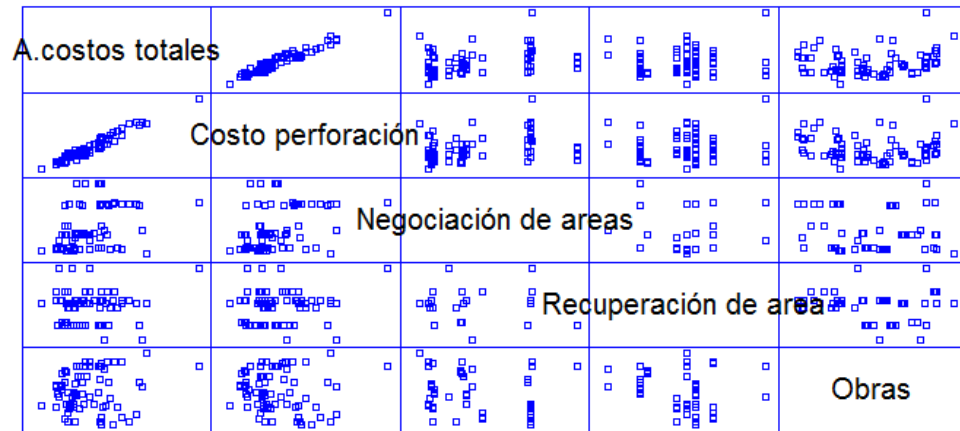 A.costos totales
Costo perforación
Negociación de areas
Recuperación de area
Obras